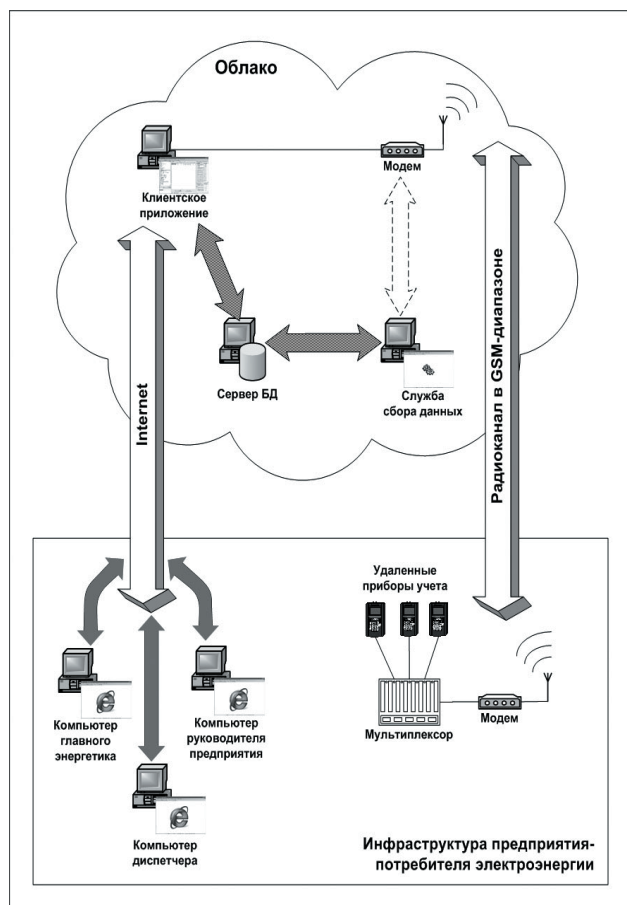 Облако
Модем
Клиентское
приложение
Сервер БД
Служба
сбора данных
Internet
Радиоканал в GSM-диапазоне
Удаленные
приборы учета
Мультиплексор
Модем
Компьютер
главного
энергетика
Компьютер
руководителя
предприятия
Компьютер
диспетчера
Инфраструктура предприятия-
потребителя электроэнергии